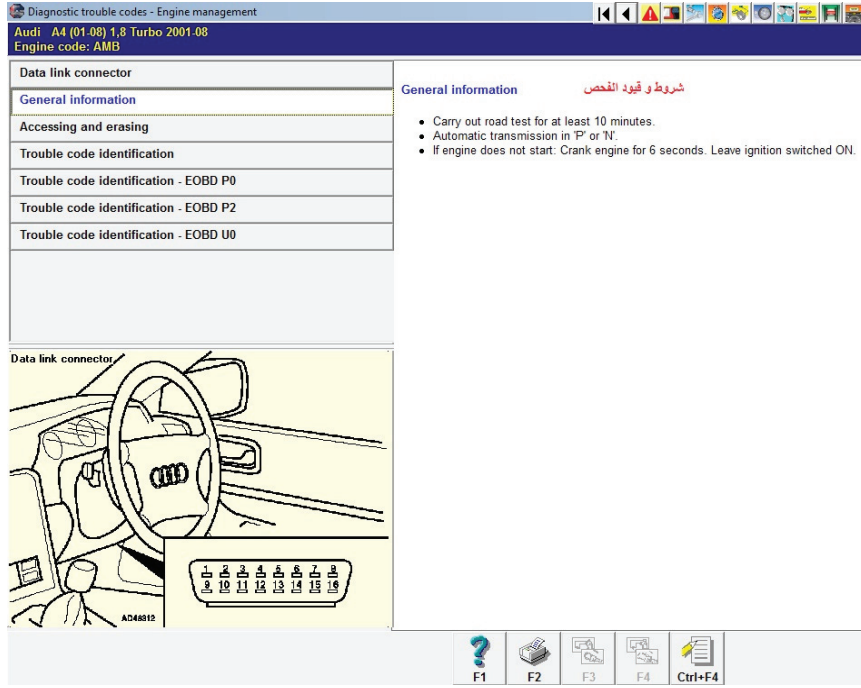 Diagnostic trouble codes - Engine management
Audi A4 (01-08) 1,8 Turbo 2001-08
Engine code: AMB
Data link connector
General information
Accessing and erasing
Trouble code identification
Trouble code identification - EOBD P0
Trouble code identification - EOBD P2
Trouble code identification - EOBD U0
General information شروط و قيود الفحص
Carry out road test for at least 10 minutes.
Automatic transmission in 'P' or 'N'.
If engine does not start: Crank engine for 6 seconds. Leave ignition switched ON.
Data link connector
1 2 3 4 5 6 7 8
9 10 11 12 13 14 15 16
AD46312
F1 F2 F3 F4 Ctrl+F4